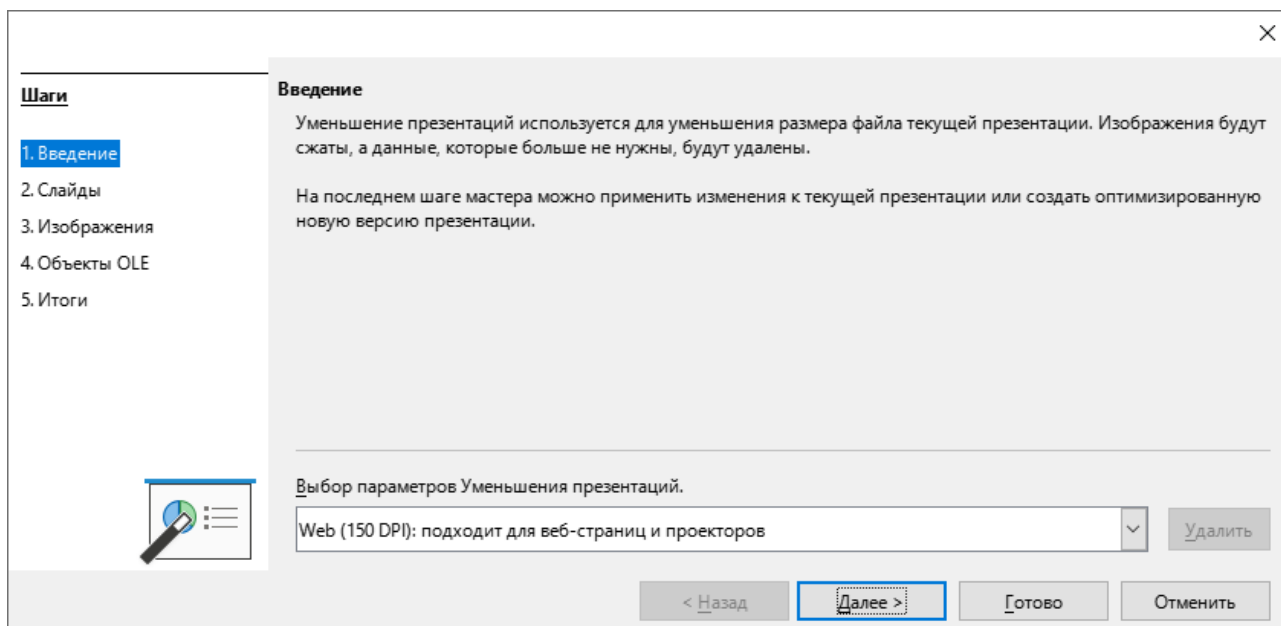 Шаги
1. Введение
2. Слайды
3. Изображения
4. Объекты OLE
5. Итоги
Введение
Уменьшение презентаций используется для уменьшения размера файла текущей презентации. Изображения будут
сжаты, а данные, которые больше не нужны, будут удалены.
На последнем шаге мастера можно применить изменения к текущей презентации или создать оптимизированную
новую версию презентации.
Выбор параметров Уменьшения презентаций.
Web (150 DPI): подходит для веб-страниц и проекторов
Удалить
< Назад
Далее >
Готово
Отменить